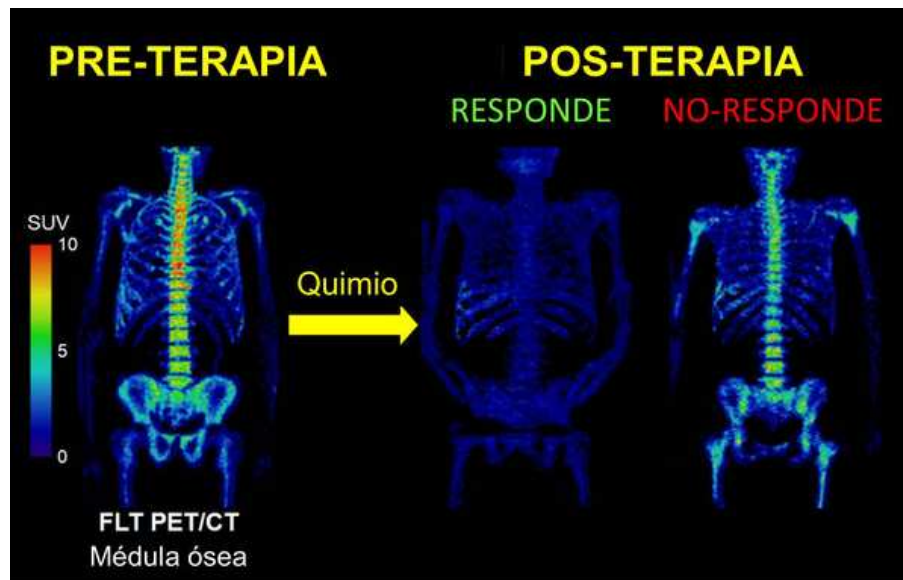 PRE-TERAPIA
POS-TERAPIA
RESPONDE
NO-RESPONDE
SUV
10
5
0
Quimio
FLT PET/CT
Médula ósea